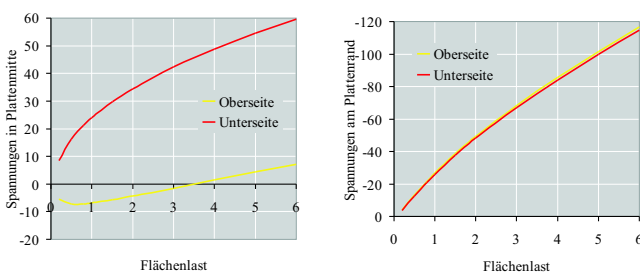 Spannungen in Plattenmitte
60
50
40
30
20
10
0
-10
-20
0 1 2 3 4 5 6
Oberseite
Unterseite
Flächenlast
Spannungen am Plattenrand
-120
-100
-80
-60
-40
-20
0
0 1 2 3 4 5 6
Oberseite
Unterseite
Flächenlast